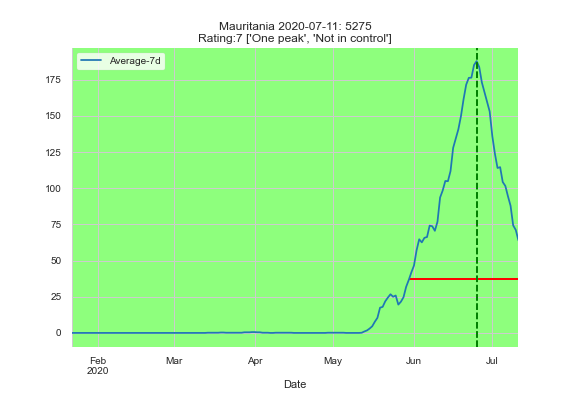 Mauritania 2020-07-11: 5275
Rating:7 ['One peak', 'Not in control']
Average-7d
175
150
125
100
75
50
25
0
Feb
2020
Mar
Apr
May
Jun
Jul
Date